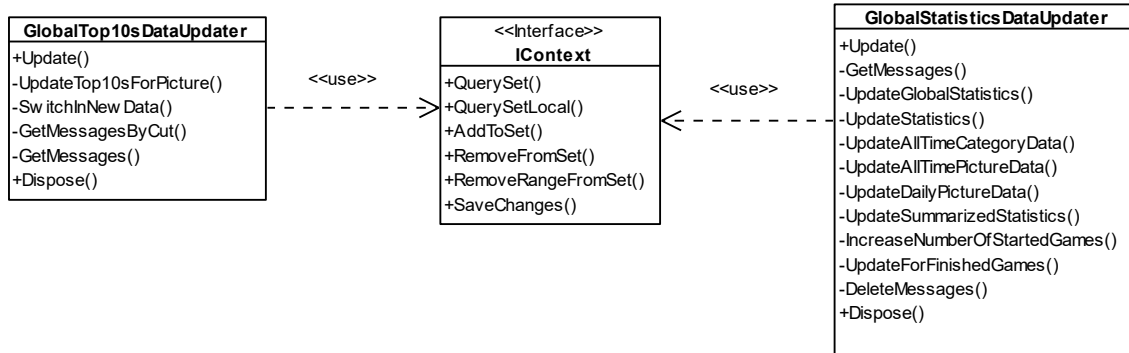 GlobalTop10sDataUpdater
+Update()
-UpdateTop10sForPicture()
-SwitchInNewData()
-GetMessagesByCut()
-GetMessages()
+Dispose()
<<use>>
<<Interface>>
IContext
+QuerySet()
+QuerySetLocal()
+AddToSet()
+RemoveFromSet()
+RemoveRangeFromSet()
+SaveChanges()
<<use>>
GlobalStatisticsDataUpdater
+Update()
-GetMessages()
-UpdateGlobalStatistics()
-UpdateStatistics()
-UpdateAllTimeCategoryData()
-UpdateAllTimePictureData()
-UpdateDailyPictureData()
-UpdateSummarizedStatistics()
-IncreaseNumberOfStartedGames()
-UpdateForFinishedGames()
-DeleteMessages()
+Dispose()